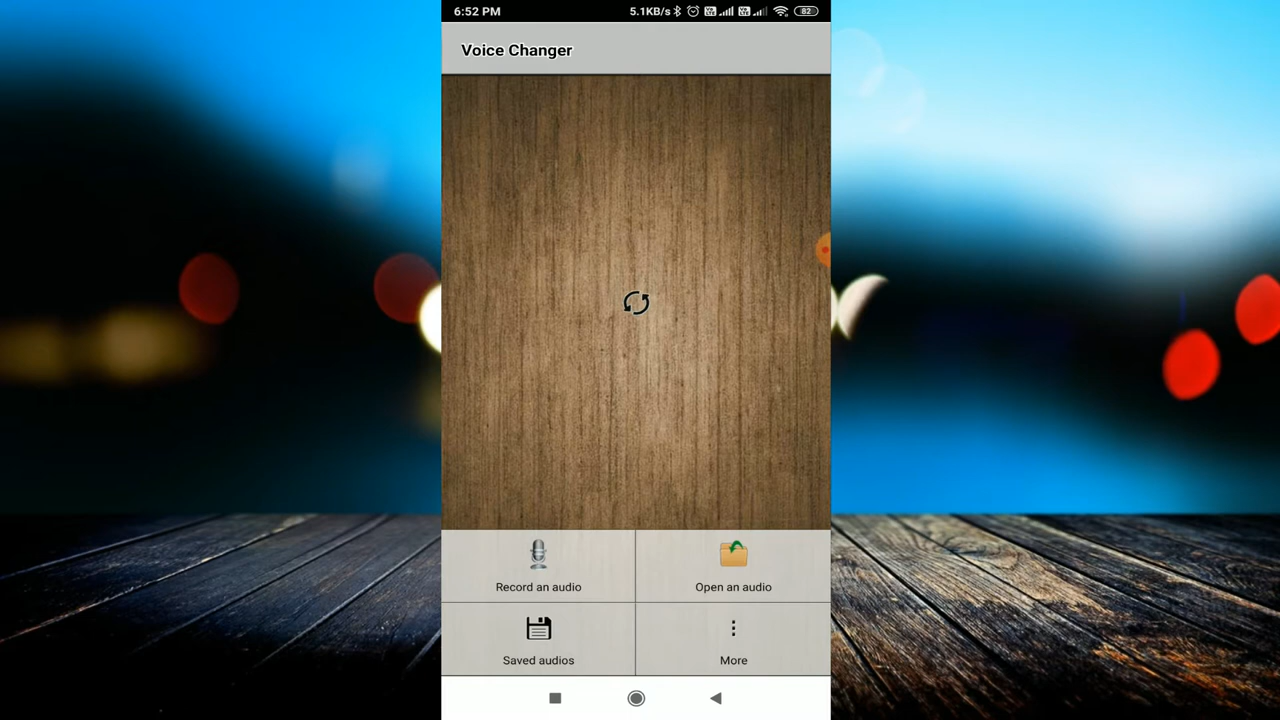 6:52 PM 5.1KB/s 82
Voice Changer
Record an audio
Open an audio
Saved audios
More